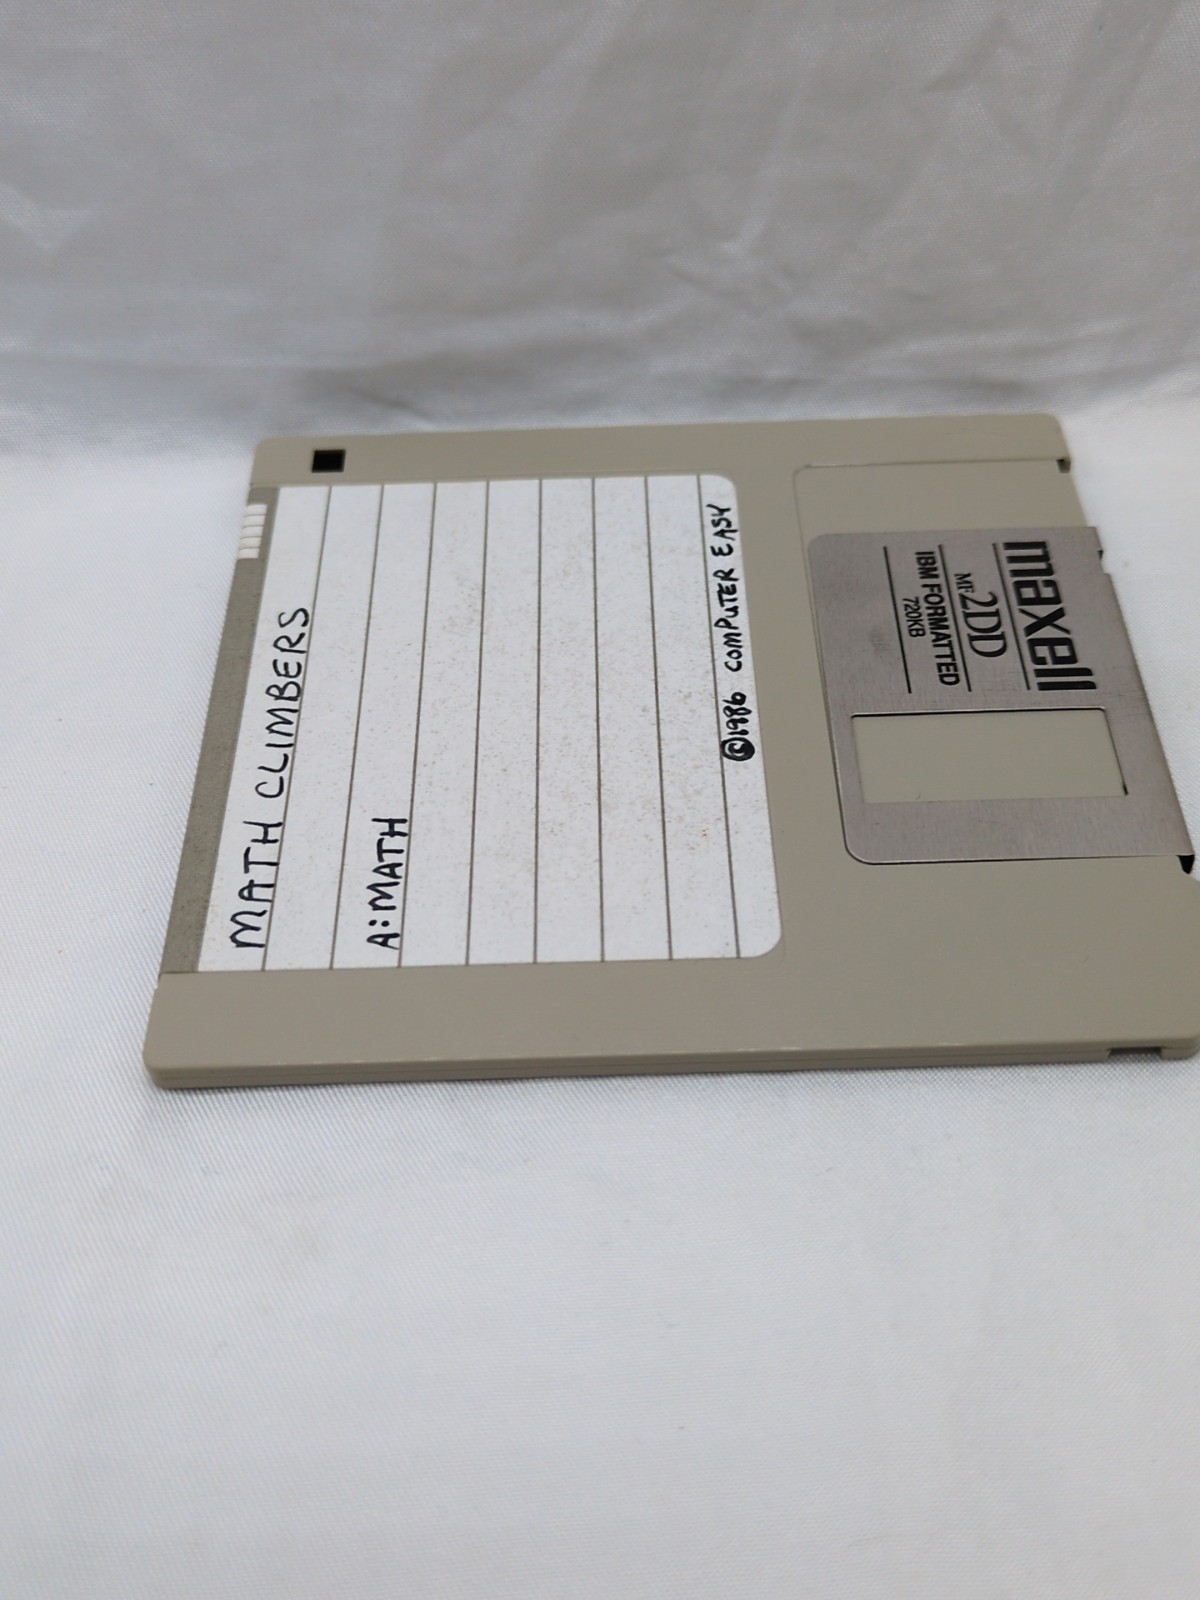 MATH CLIMBERS
A:MATH
©1986 COMPUTER EASY
maxell
MF2DD
IBM FORMATTED
720KB